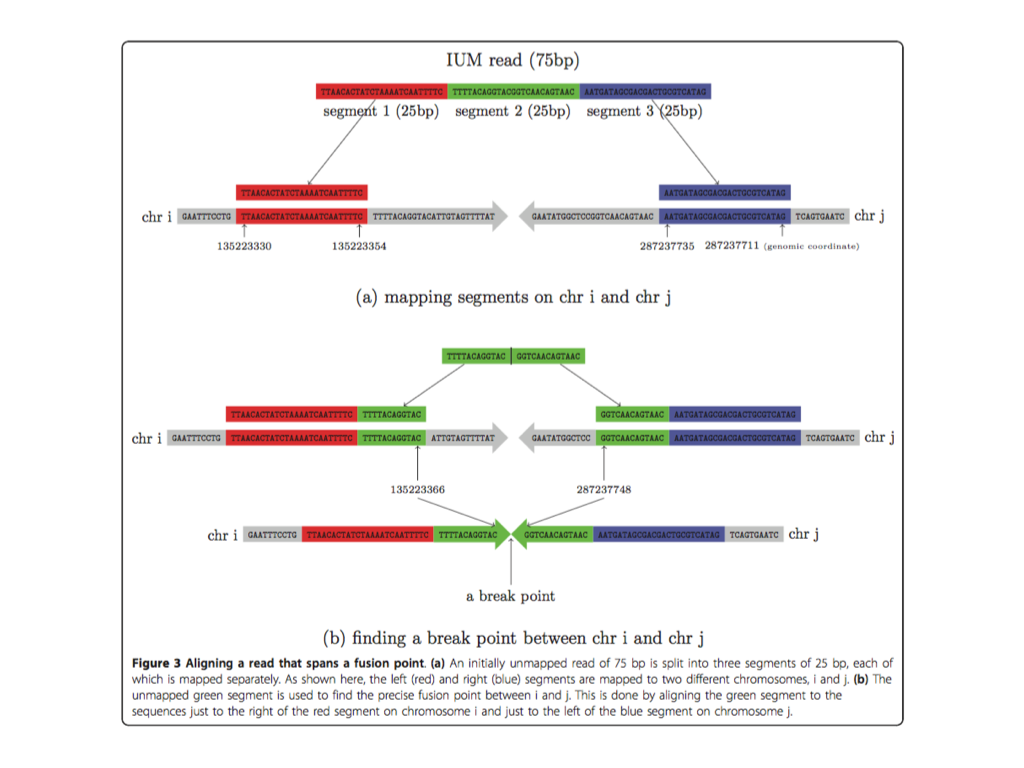 IUM read (75bp)
TTAACACTATCTAAAATCAATTTTC TTTTACAGGTACGGTCAACAGTAAC AATGATAGCGACGACTGCGTCATAG
segment 1 (25bp) segment 2 (25bp) segment 3 (25bp)
TTAACACTATCTAAAATCAATTTTC AATGATAGCGACGACTGCGTCATAG
chr i GAATTTCCTG TTAACACTATCTAAAATCAATTTTC TTTTACAGGTACATTGTAGTTTTAT GAATATGGCTCCGGTCAACAGTAAC AATGATAGCGACGACTGCGTCATAG TCAGTGAATC chr j
135223330 135223354 287237735 287237711 (genomic coordinate)
(a) mapping segments on chr i and chr j
TTTTACAGGTAC GGTCAACAGTAAC
TTAACACTATCTAAAATCAATTTTC TTTTACAGGTAC GGTCAACAGTAAC AATGATAGCGACGACTGCGTCATAG
chr i GAATTTCCTG TTAACACTATCTAAAATCAATTTTC TTTTACAGGTAC ATTGTAGTTTTAT GAATATGGCTCC GGTCAACAGTAAC AATGATAGCGACGACTGCGTCATAG TCAGTGAATC chr j
135223366 287237748
chr i GAATTTCCTG TTAACACTATCTAAAATCAATTTTC TTTTACAGGTAC GGTCAACAGTAAC AATGATAGCGACGACTGCGTCATAG TCAGTGAATC chr j
a break point
(b) finding a break point between chr i and chr j
Figure 3 Aligning a read that spans a fusion point. (a) An initially unmapped read of 75 bp is split into three segments of 25 bp, each of
which is mapped separately. As shown here, the left (red) and right (blue) segments are mapped to two different chromosomes, i and j. (b) The
unmapped green segment is used to find the precise fusion point between i and j. This is done by aligning the green segment to the
sequences just to the right of the red segment on chromosome i and just to the left of the blue segment on chromosome j.